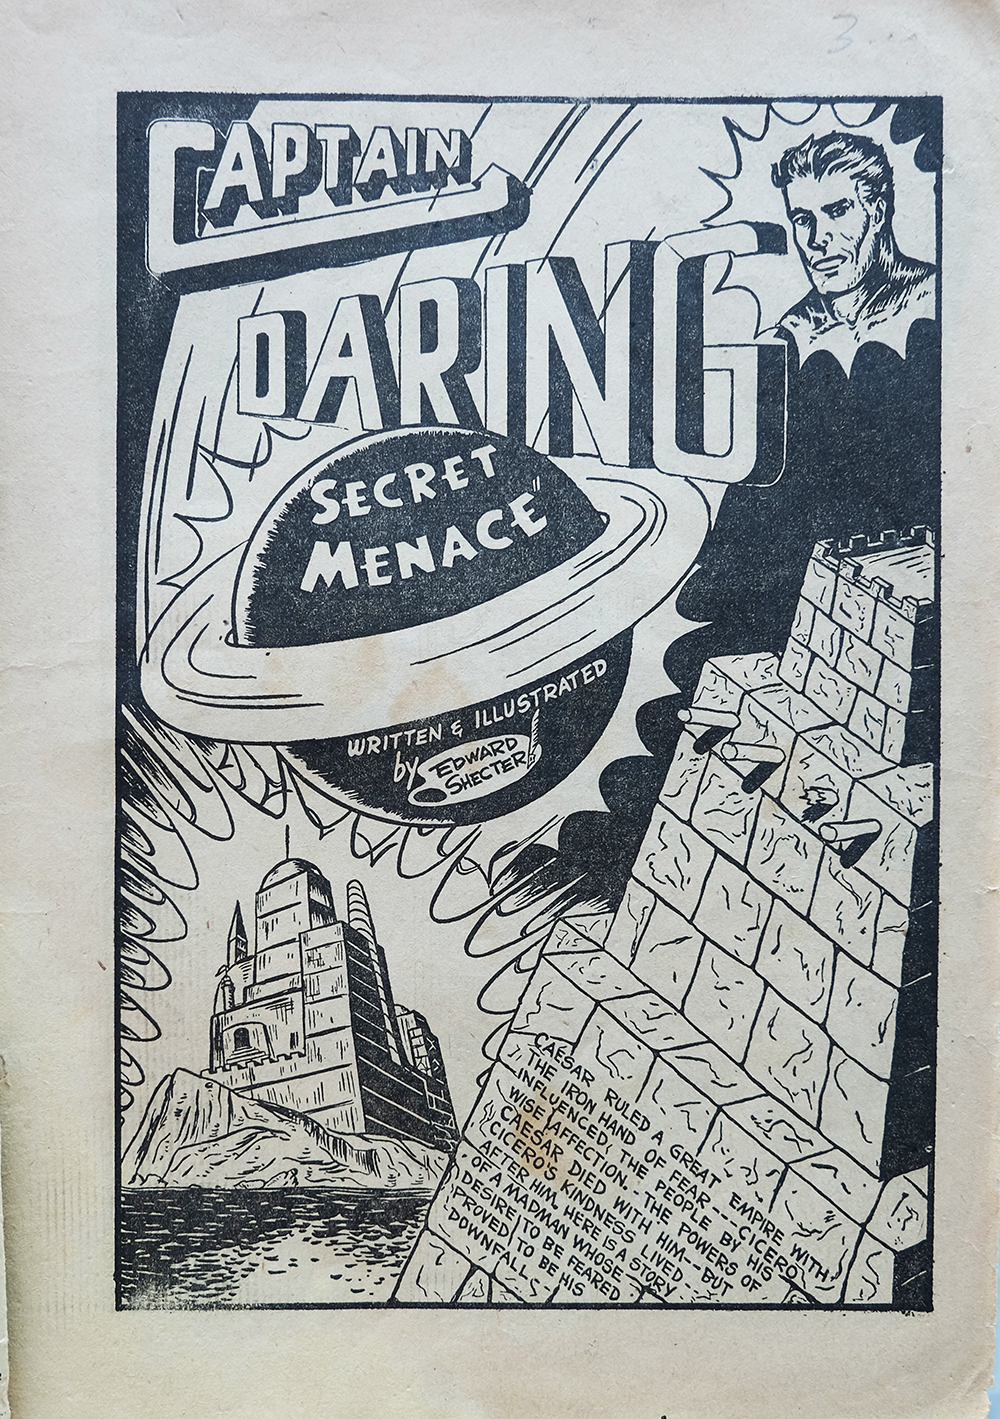 3
CAPTAIN
DARING
SECRET
MENACE"
WRITTEN & ILLUSTRATED
by EDWARD
SHECTER
CAESAR RULED A GREAT EMPIRE WITH
THE IRON HAND OF FEAR---CICERO
INFLUENCED THE PEOPLE BY HIS
WISE AFFECTION.--THE POWERS OF
CAESAR DIED WITH HIM--BUT
CICERO'S KINDNESS LIVED--
AFTER HIM. HERE IS A STORY
OF A MADMAN WHOSE--
DESIRE TO BE FEARED
PROVED TO BE HIS
DOWNFALL--